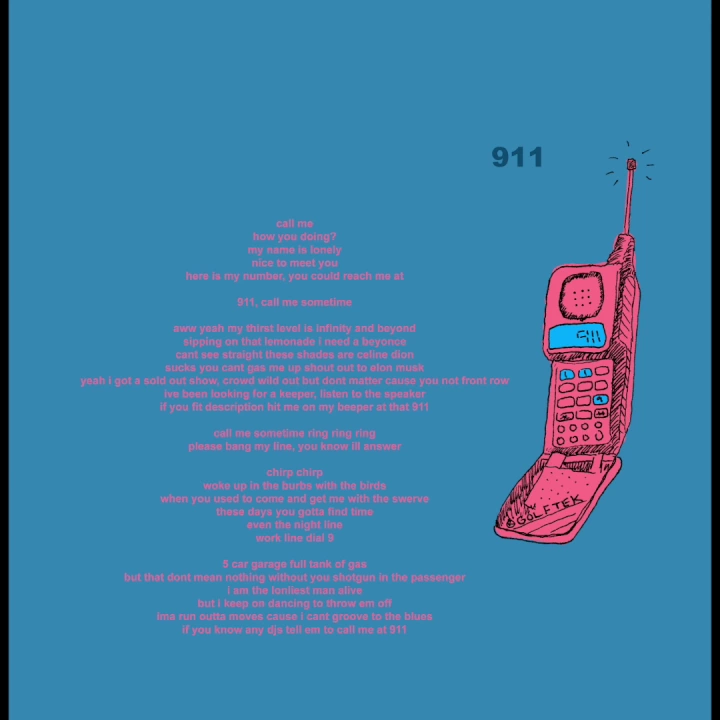 911
call me
how you doing?
my name is lonely
nice to meet you
here is my number, you could reach me at
911, call me sometime
aww yeah my thirst level is infinity and beyond
sipping on that lemonade i need a beyonce
cant see straight these shades are celine dion
sucks you cant gas me up shout out to elon musk
yeah i got a sold out show, crowd wild out but dont matter cause you not front row
ive been looking for a keeper, listen to the speaker
if you fit description hit me on my beeper at that 911
call me sometime ring ring ring
please bang my line, you know ill answer
chirp chirp
woke up in the burbs with the birds
when you used to come and get me with the swerve
these days you gotta find time
even the night line
work line dial 9
5 car garage full tank of gas
but that dont mean nothing without you shotgun in the passenger
i am the lonliest man alive
but i keep on dancing to throw em off
ima run outta moves cause i cant groove to the blues
if you know any djs tell em to call me at 911
911
GOLFTEK